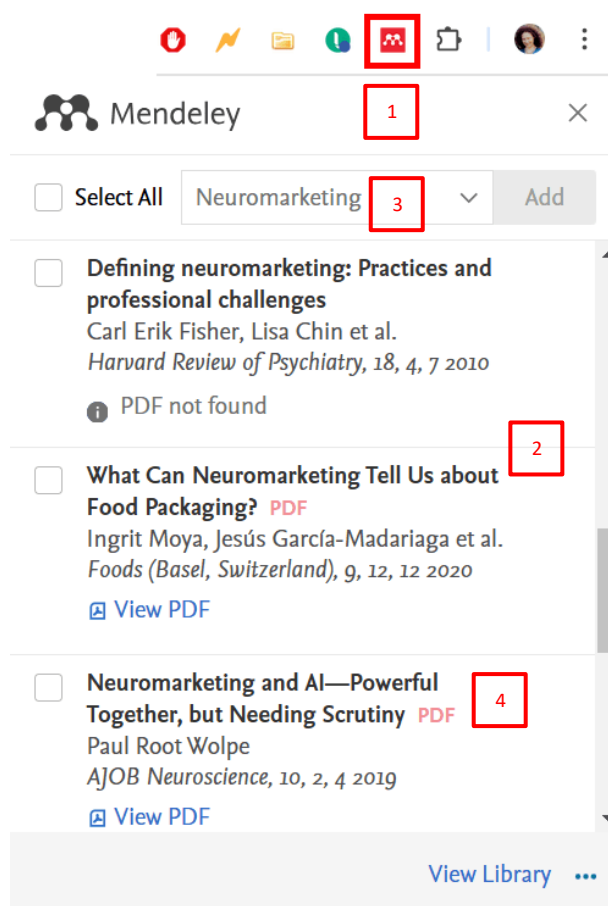 Mendeley
1
Select All
Neuromarketing
3
Add
Defining neuromarketing: Practices and
professional challenges
Carl Erik Fisher, Lisa Chin et al.
Harvard Review of Psychiatry, 18, 4, 7 2010
PDF not found
2
What Can Neuromarketing Tell Us about
Food Packaging? PDF
Ingrit Moya, Jesús García-Madariaga et al.
Foods (Basel, Switzerland), 9, 12, 12 2020
View PDF
Neuromarketing and AI—Powerful
Together, but Needing Scrutiny PDF
4
Paul Root Wolpe
AJOB Neuroscience, 10, 2, 4 2019
View PDF
View Library